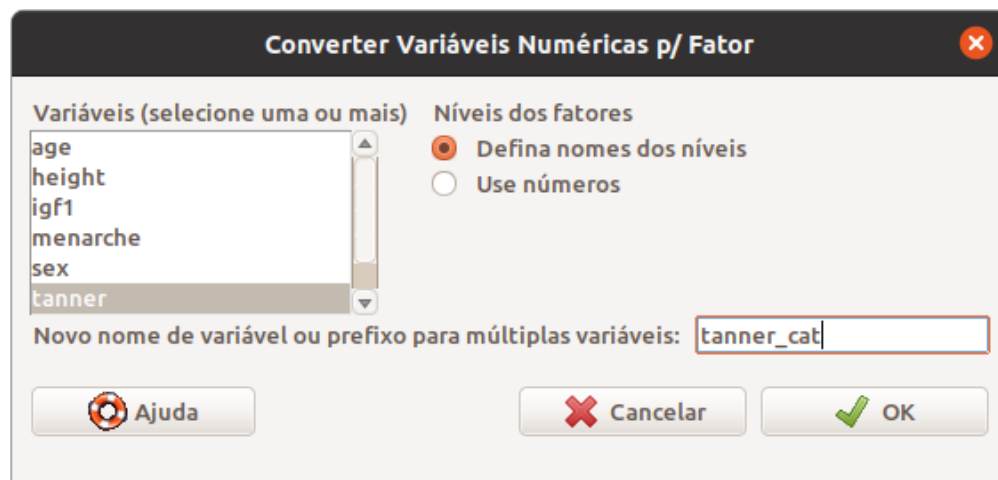 Converter Variáveis Numéricas p/ Fator
Variáveis (selecione uma ou mais)
age
height
igf1
menarche
sex
tanner
Níveis dos fatores
Defina nomes dos níveis
Use números
Novo nome de variável ou prefixo para múltiplas variáveis: tanner_cat
Ajuda
Cancelar
OK